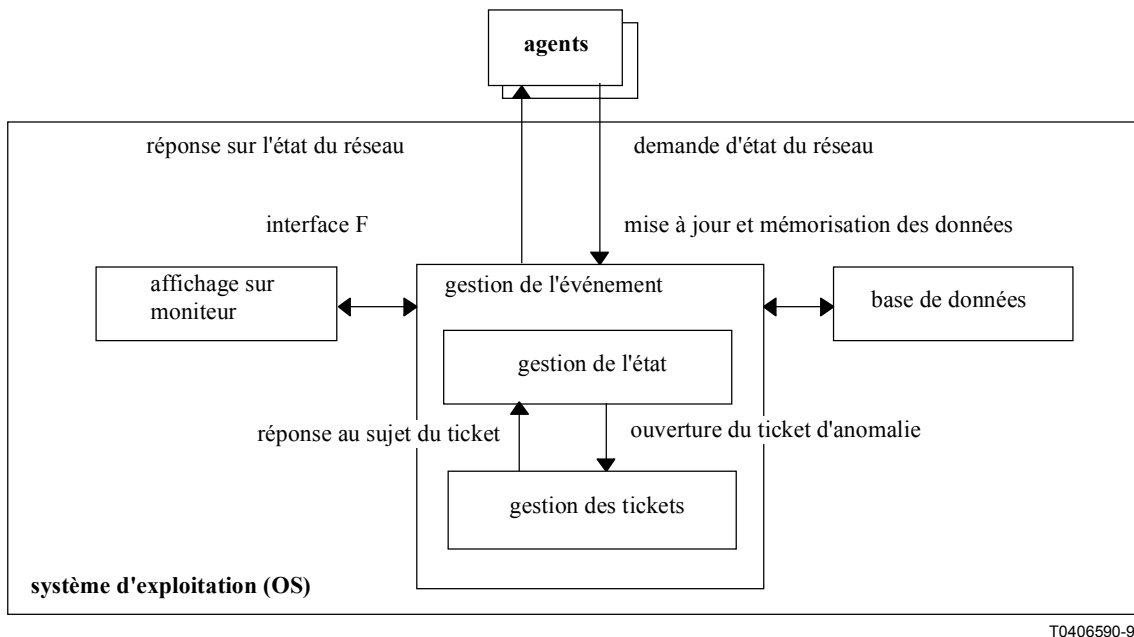 agents
réponse sur l'état du réseau
demande d'état du réseau
interface F
mise à jour et mémorisation des données
affichage sur
moniteur
gestion de l'événement
base de données
gestion de l'état
réponse au sujet du ticket
ouverture du ticket d'anomalie
gestion des tickets
système d'exploitation (OS)
T0406590-9